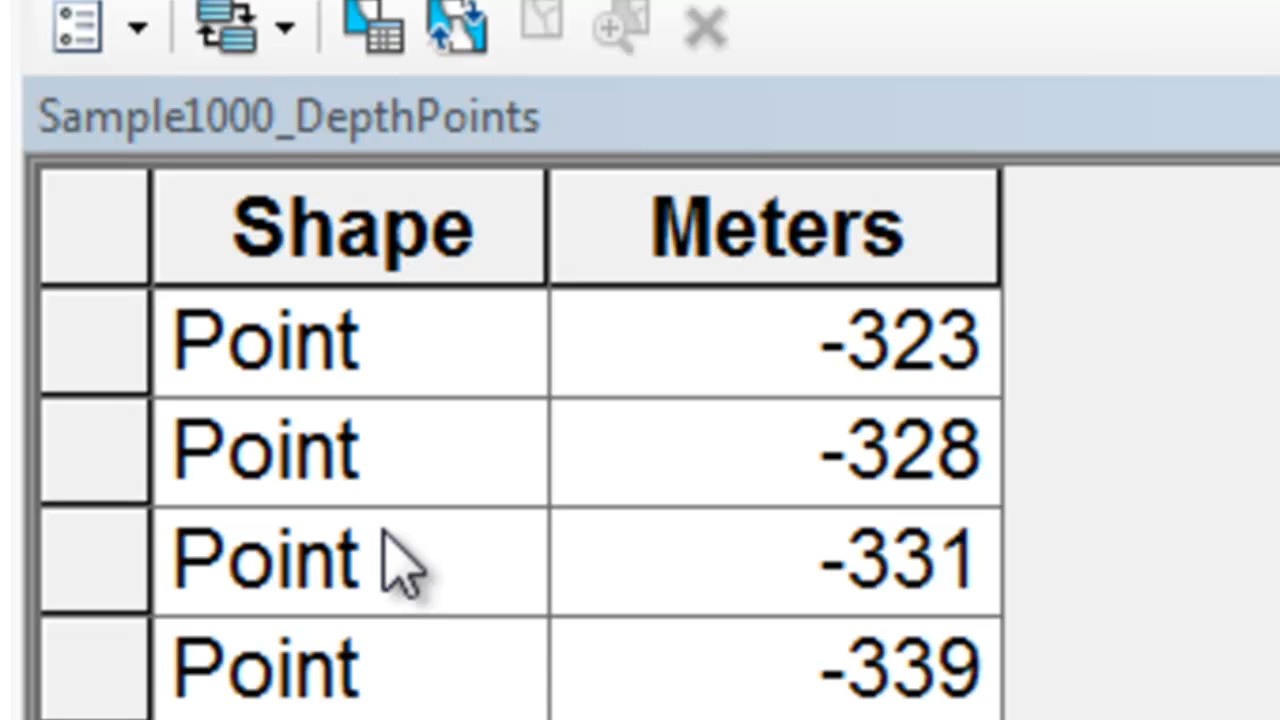 Sample1000_DepthPoints
Shape Meters
Point -323
Point -328
Point -331
Point -339